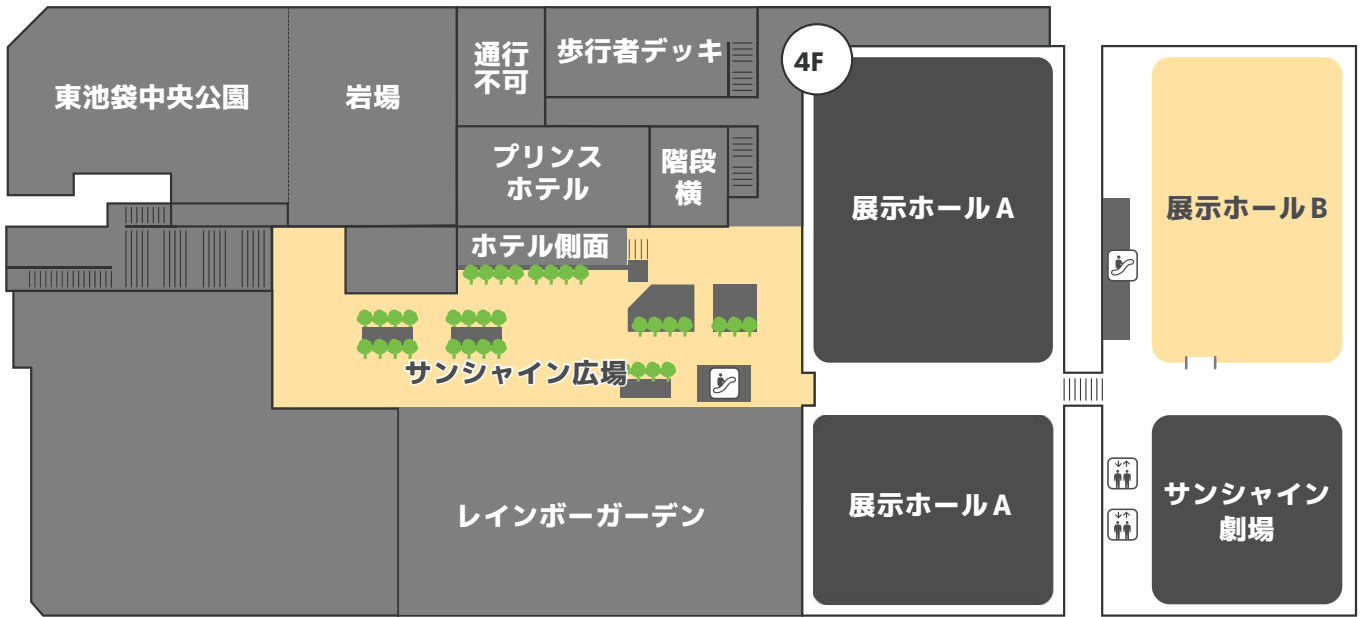 4F
東池袋中央公園
岩場
通行
不可
歩行者デッキ
プリンス
ホテル
階段
横
ホテル側面
サンシャイン広場
レインボーガーデン
展示ホールA
展示ホールA
展示ホールB
サンシャイン
劇場